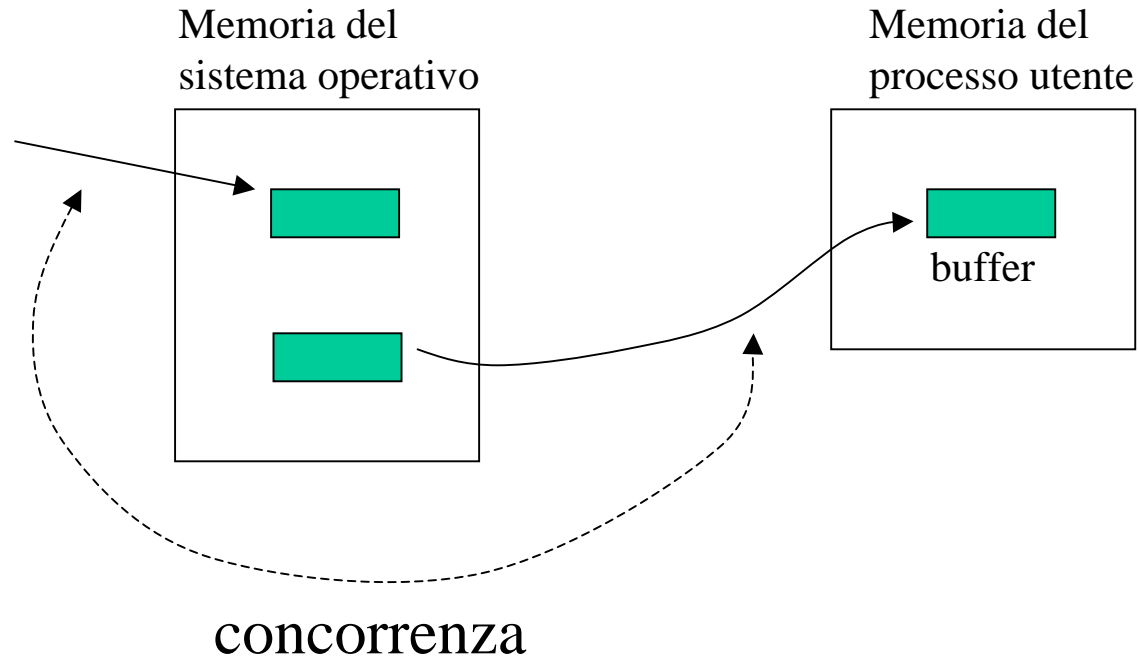 Memoria del
sistema operativo
Memoria del
processo utente
buffer
concorrenza